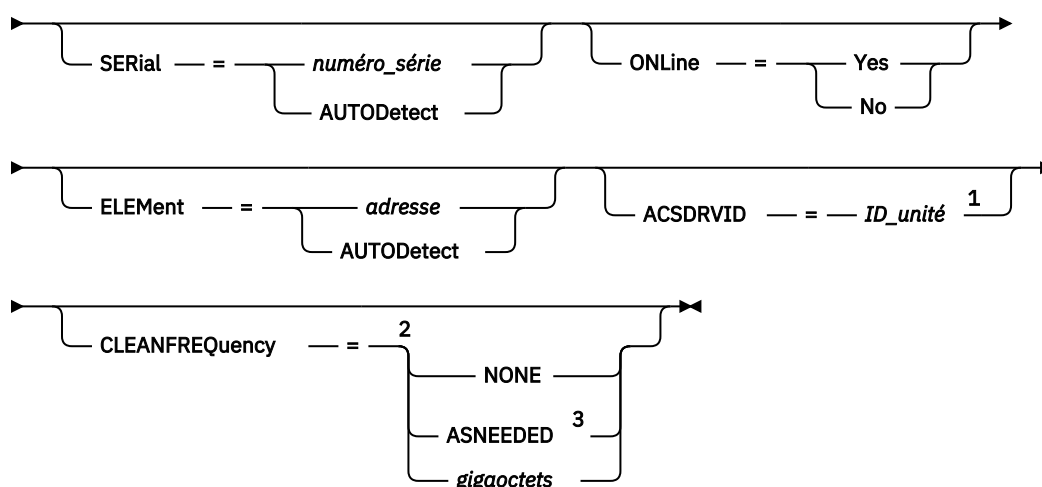 SERial = numéro_série
AUTODetect
ONLine = Yes
No
ELEMent = adresse
AUTODetect
ACSDRVID = ID_unité 1
CLEANFREQuency = 2
NONE
ASNEEDED 3
gigaoctets